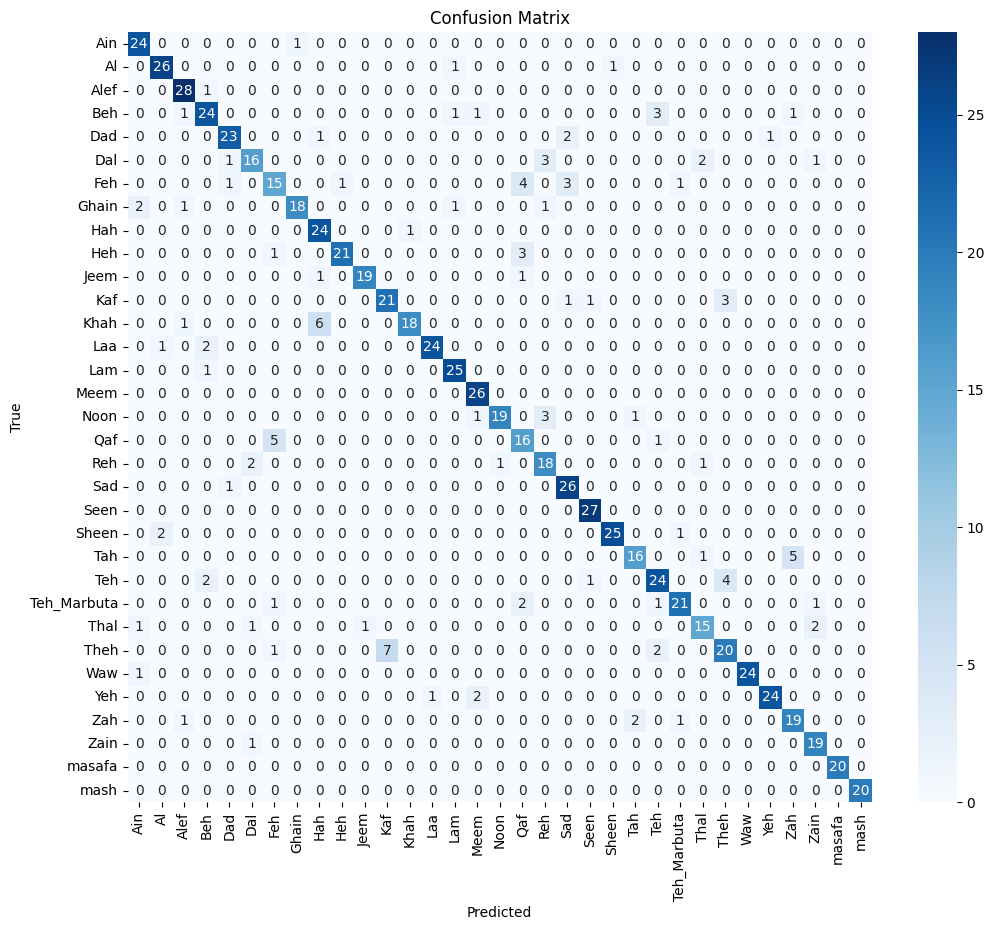 Confusion Matrix
True
Ain 24 0 0 0 0 0 0 1 0 0 0 0 0 0 0 0 0 0 0 0 0 0 0 0 0 0 0 0 0 0 0 0 0
Al 0 26 0 0 0 0 0 0 0 0 0 0 0 0 1 0 0 0 0 0 0 1 0 0 0 0 0 0 0 0 0 0 0
Alef 0 0 28 1 0 0 0 0 0 0 0 0 0 0 0 0 0 0 0 0 0 0 0 0 0 0 0 0 0 0 0 0 0
Beh 0 0 1 24 0 0 0 0 0 0 0 0 0 0 1 1 0 0 0 0 0 0 0 3 0 0 0 0 0 1 0 0 0
Dad 0 0 0 0 23 0 0 0 1 0 0 0 0 0 0 0 0 0 0 2 0 0 0 0 0 0 0 0 1 0 0 0 0
Dal 0 0 0 0 1 16 0 0 0 0 0 0 0 0 0 0 0 0 3 0 0 0 0 0 0 2 0 0 0 0 1 0 0
Feh 0 0 0 0 1 0 15 0 0 1 0 0 0 0 0 0 0 4 0 3 0 0 0 0 1 0 0 0 0 0 0 0 0
Ghain 2 0 1 0 0 0 0 18 0 0 0 0 0 0 1 0 0 0 1 0 0 0 0 0 0 0 0 0 0 0 0 0 0
Hah 0 0 0 0 0 0 0 0 24 0 0 0 1 0 0 0 0 0 0 0 0 0 0 0 0 0 0 0 0 0 0 0 0
Heh 0 0 0 0 0 0 1 0 0 21 0 0 0 0 0 0 0 3 0 0 0 0 0 0 0 0 0 0 0 0 0 0 0
Jeem 0 0 0 0 0 0 0 0 1 0 19 0 0 0 0 0 0 1 0 0 0 0 0 0 0 0 0 0 0 0 0 0 0
Kaf 0 0 0 0 0 0 0 0 0 0 0 21 0 0 0 0 0 0 0 1 1 0 0 0 0 0 3 0 0 0 0 0 0
Khah 0 0 1 0 0 0 0 0 6 0 0 0 18 0 0 0 0 0 0 0 0 0 0 0 0 0 0 0 0 0 0 0 0
Laa 0 1 0 2 0 0 0 0 0 0 0 0 0 24 0 0 0 0 0 0 0 0 0 0 0 0 0 0 0 0 0 0 0
Lam 0 0 0 1 0 0 0 0 0 0 0 0 0 0 25 0 0 0 0 0 0 0 0 0 0 0 0 0 0 0 0 0 0
Meem 0 0 0 0 0 0 0 0 0 0 0 0 0 0 0 26 0 0 0 0 0 0 0 0 0 0 0 0 0 0 0 0 0
Noon 0 0 0 0 0 0 0 0 0 0 0 0 0 0 0 1 19 0 3 0 0 0 1 0 0 0 0 0 0 0 0 0 0
Qaf 0 0 0 0 0 0 5 0 0 0 0 0 0 0 0 0 0 16 0 0 0 0 0 1 0 0 0 0 0 0 0 0 0
Reh 0 0 0 0 0 2 0 0 0 0 0 0 0 0 0 0 1 0 18 0 0 0 0 0 0 1 0 0 0 0 0 0 0
Sad 0 0 0 0 1 0 0 0 0 0 0 0 0 0 0 0 0 0 0 26 0 0 0 0 0 0 0 0 0 0 0 0 0
Seen 0 0 0 0 0 0 0 0 0 0 0 0 0 0 0 0 0 0 0 0 27 0 0 0 0 0 0 0 0 0 0 0 0
Sheen 0 2 0 0 0 0 0 0 0 0 0 0 0 0 0 0 0 0 0 0 0 25 0 0 1 0 0 0 0 0 0 0 0
Tah 0 0 0 0 0 0 0 0 0 0 0 0 0 0 0 0 0 0 0 0 0 0 16 0 0 1 0 0 0 5 0 0 0
Teh 0 0 0 2 0 0 0 0 0 0 0 0 0 0 0 0 0 0 0 0 1 0 0 24 0 0 4 0 0 0 0 0 0
Teh_Marbuta 0 0 0 0 0 0 1 0 0 0 0 0 0 0 0 0 0 2 0 0 0 0 0 1 21 0 0 0 0 0 1 0 0
Thal 1 0 0 0 0 1 0 0 0 0 1 0 0 0 0 0 0 0 0 0 0 0 0 0 0 15 0 0 0 0 2 0 0
Theh 0 0 0 0 0 0 1 0 0 0 0 7 0 0 0 0 0 0 0 0 0 0 0 2 0 0 20 0 0 0 0 0 0
Waw 1 0 0 0 0 0 0 0 0 0 0 0 0 0 0 0 0 0 0 0 0 0 0 0 0 0 0 24 0 0 0 0 0
Yeh 0 0 0 0 0 0 0 0 0 0 0 0 0 1 0 2 0 0 0 0 0 0 0 0 0 0 0 0 24 0 0 0 0
Zah 0 0 1 0 0 0 0 0 0 0 0 0 0 0 0 0 0 0 0 0 0 0 2 0 1 0 0 0 0 19 0 0 0
Zain 0 0 0 0 0 1 0 0 0 0 0 0 0 0 0 0 0 0 0 0 0 0 0 0 0 0 0 0 0 0 19 0 0
masafa 0 0 0 0 0 0 0 0 0 0 0 0 0 0 0 0 0 0 0 0 0 0 0 0 0 0 0 0 0 0 0 20 0
mash 0 0 0 0 0 0 0 0 0 0 0 0 0 0 0 0 0 0 0 0 0 0 0 0 0 0 0 0 0 0 0 0 20
Ain Al Alef Beh Dad Dal Feh Ghain Hah Heh Jeem Kaf Khah Laa Lam Meem Noon Qaf Reh Sad Seen Sheen Tah Teh Teh_Marbuta Thal Theh Waw Yeh Zah Zain masafa mash
Predicted
25
20
15
10
5
0